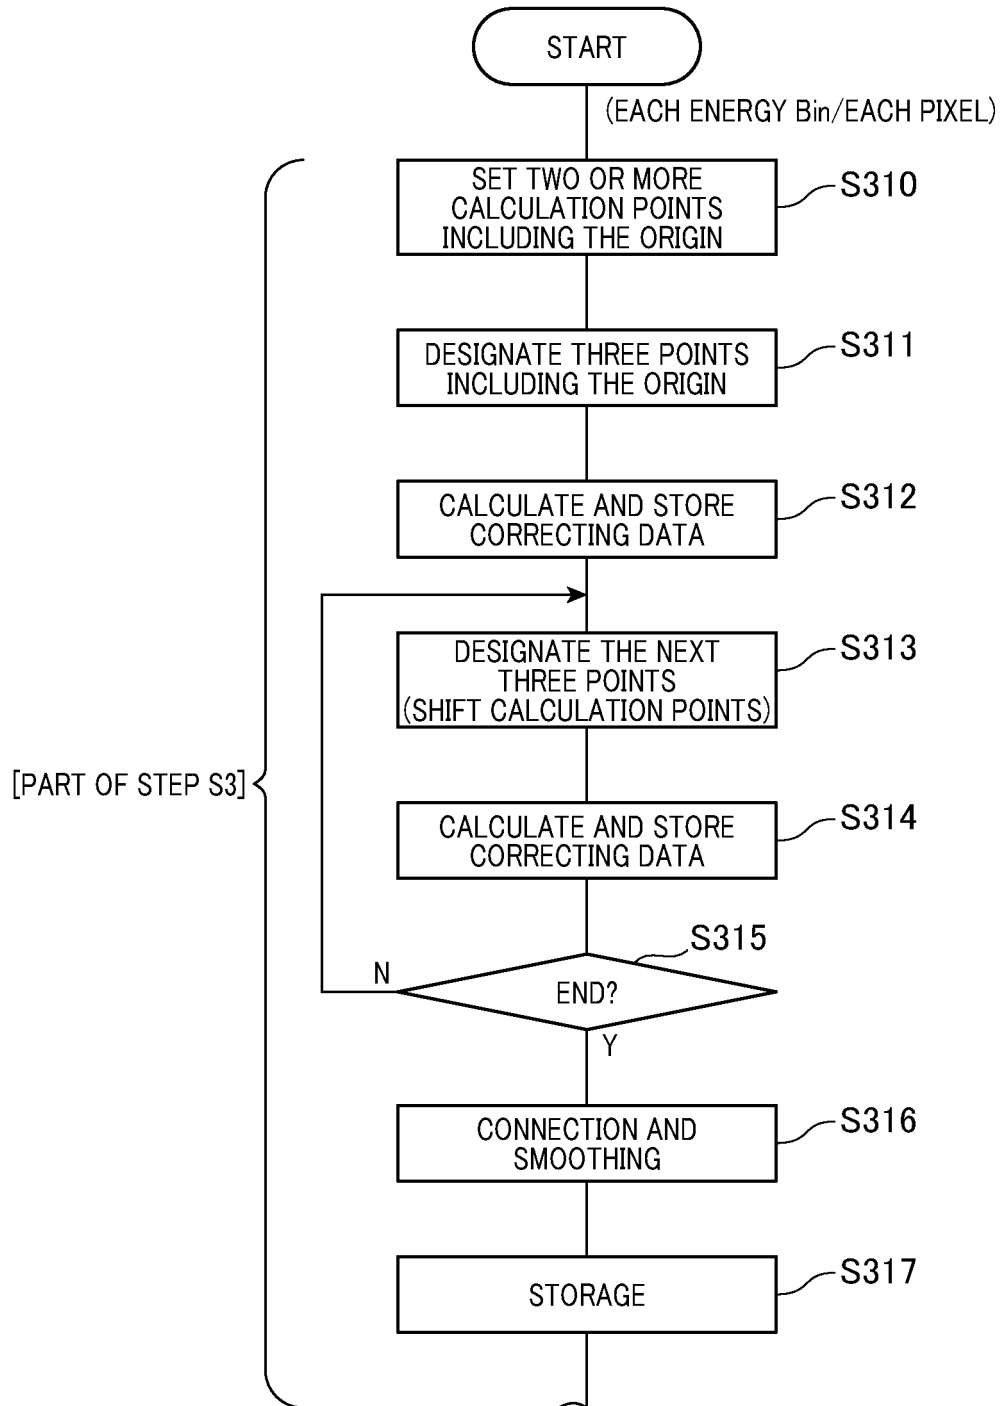 START
(EACH ENERGY Bin/EACH PIXEL)
SET TWO OR MORE
CALCULATION POINTS
INCLUDING THE ORIGIN
S310
DESIGNATE THREE POINTS
INCLUDING THE ORIGIN
S311
CALCULATE AND STORE
CORRECTING DATA
S312
DESIGNATE THE NEXT
THREE POINTS
(SHIFT CALCULATION POINTS)
S313
[PART OF STEP S3]
CALCULATE AND STORE
CORRECTING DATA
S314
S315
N
END?
Y
CONNECTION AND
SMOOTHING
S316
STORAGE
S317